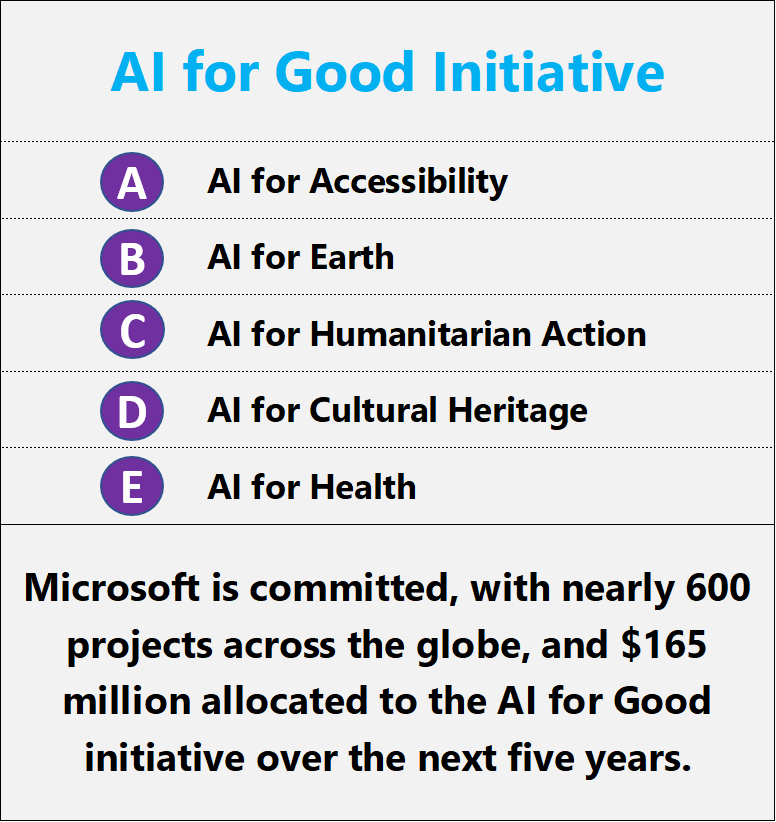 AI for Good Initiative
A AI for Accessibility
B AI for Earth
C AI for Humanitarian Action
D AI for Cultural Heritage
E AI for Health
Microsoft is committed, with nearly 600
projects across the globe, and $165
million allocated to the AI for Good
initiative over the next five years.